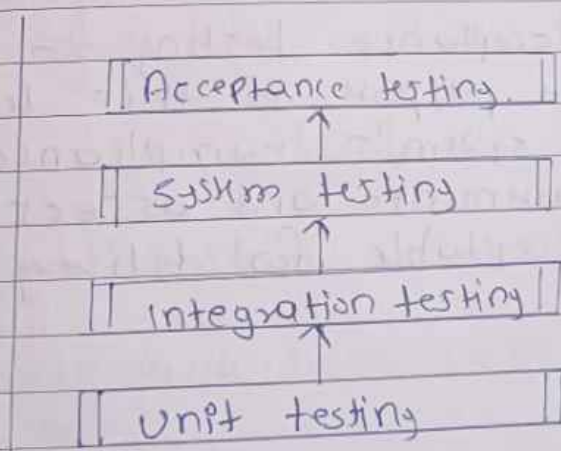 Acceptance testing.
System testing
integration testing
unit testing